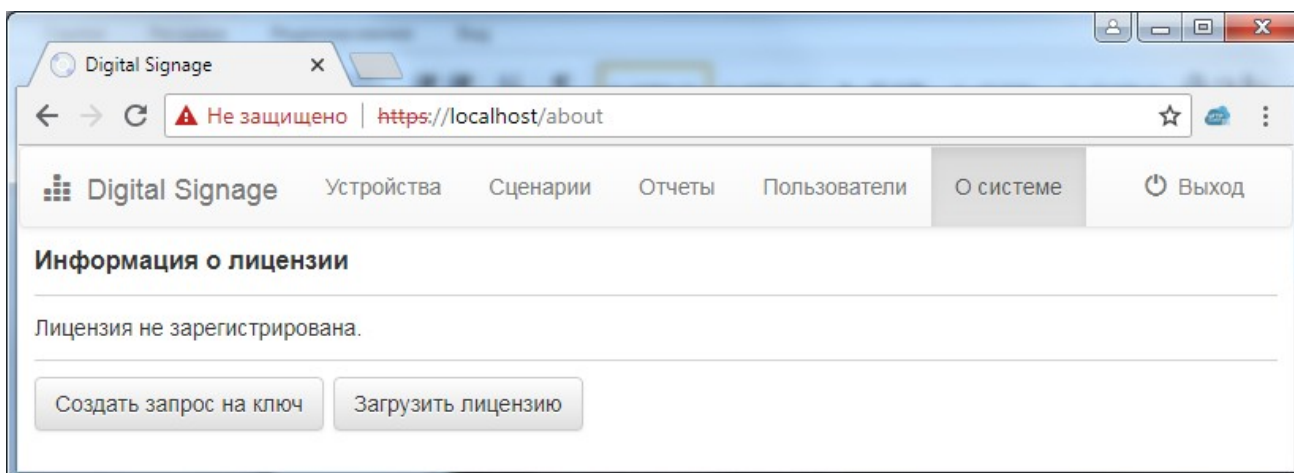 Digital Signage
Не защищено | https://localhost/about
Digital Signage Устройства Сценарии Отчеты Пользователи О системе Выход
Информация о лицензии
Лицензия не зарегистрирована.
Создать запрос на ключ Загрузить лицензию